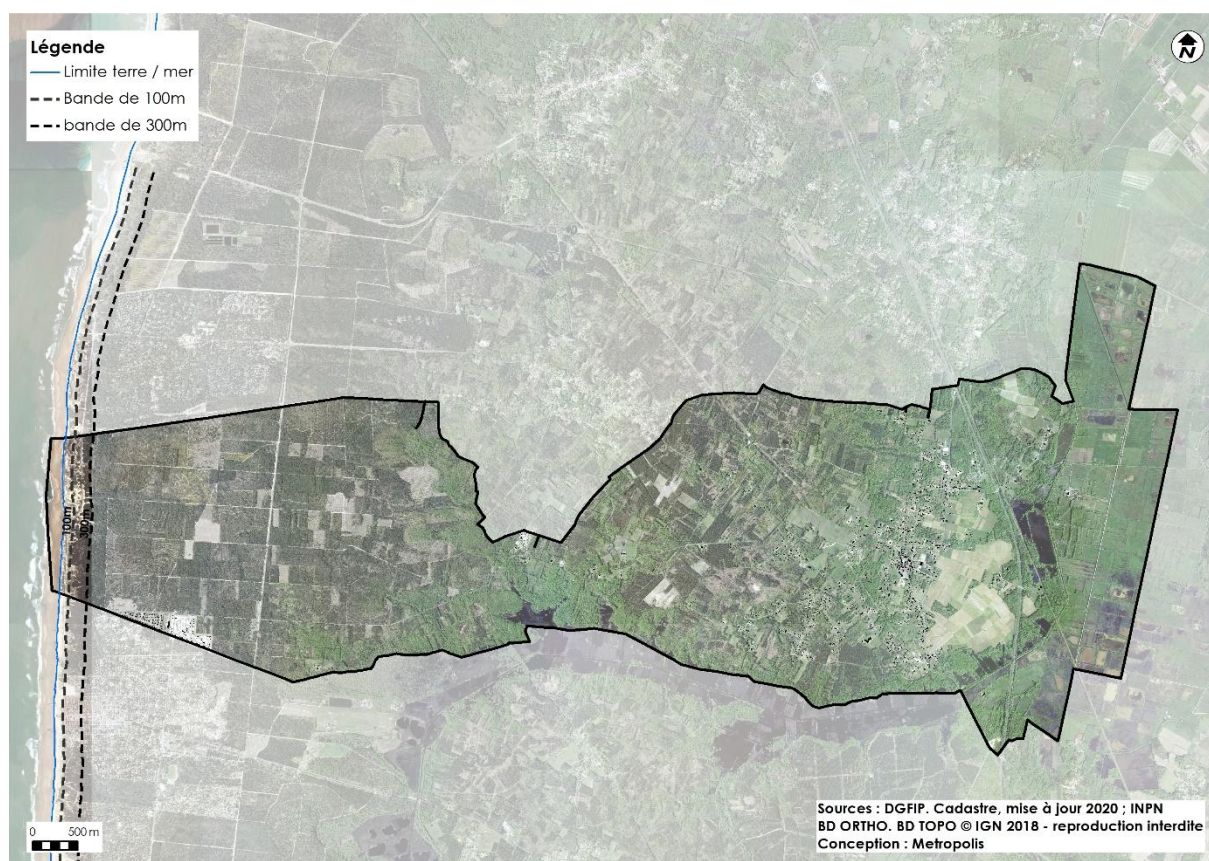 Légende
Limite terre / mer
Bande de 100m
bande de 300m
N
100m
300m
0 500 m
Sources : DGFIP. Cadastre, mise à jour 2020 ; INPN
BD ORTHO. BD TOPO © IGN 2018 - reproduction interdite
Conception : Metropolis